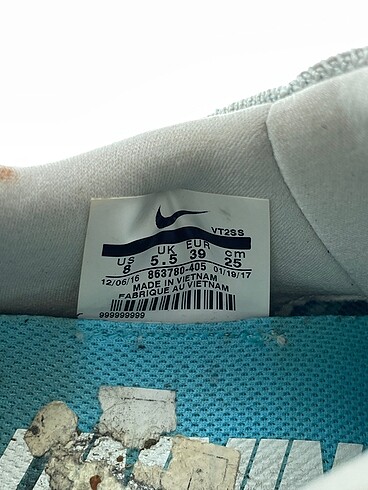 VT2SS
US UK EUR cm
8 5.5 39 25
12/06/16 863780-405 01/19/17
MADE IN VIETNAM
FABRIQUE AU VIETNAM
999999999